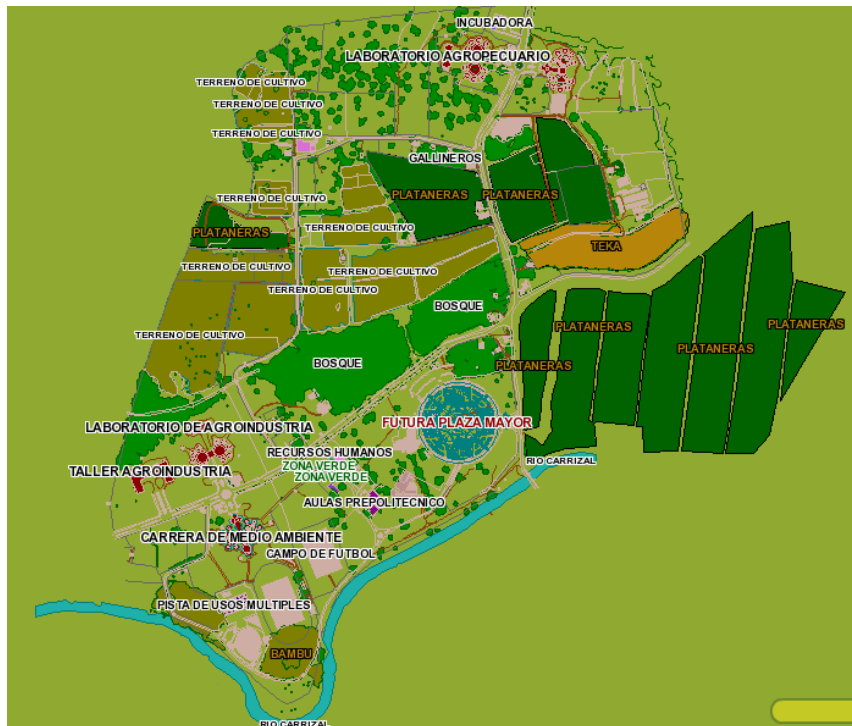 INCUBADORA
LABORATORIO AGROPECUARIO
TERRENO DE CULTIVO
TERRENO DE CULTIVO
TERRENO DE CULTIVO
GALLINEROS
TERRENO DE CULTIVO
PLATANERAS
PLATANERAS
PLATANERAS
TERRENO DE CULTIVO
TEKA
TERRENO DE CULTIVO
TERRENO DE CULTIVO
TERRENO DE CULTIVO
BOSQUE
PLATANERAS
PLATANERAS
TERRENO DE CULTIVO
PLATANERAS
BOSQUE
PLATANERAS
FUTURA PLAZA MAYOR
LABORATORIO DE AGROINDUSTRIA
RECURSOS HUMANOS
RIO CARRIZAL
ZONA VERDE
TALLER AGROINDUSTRIA
ZONA VERDE
AULAS PREPOLITECNICO
CARRERA DE MEDIO AMBIENTE
CAMPO DE FUTBOL
PISTA DE USOS MULTIPLES
BAMBU
RIO CARRIZAL